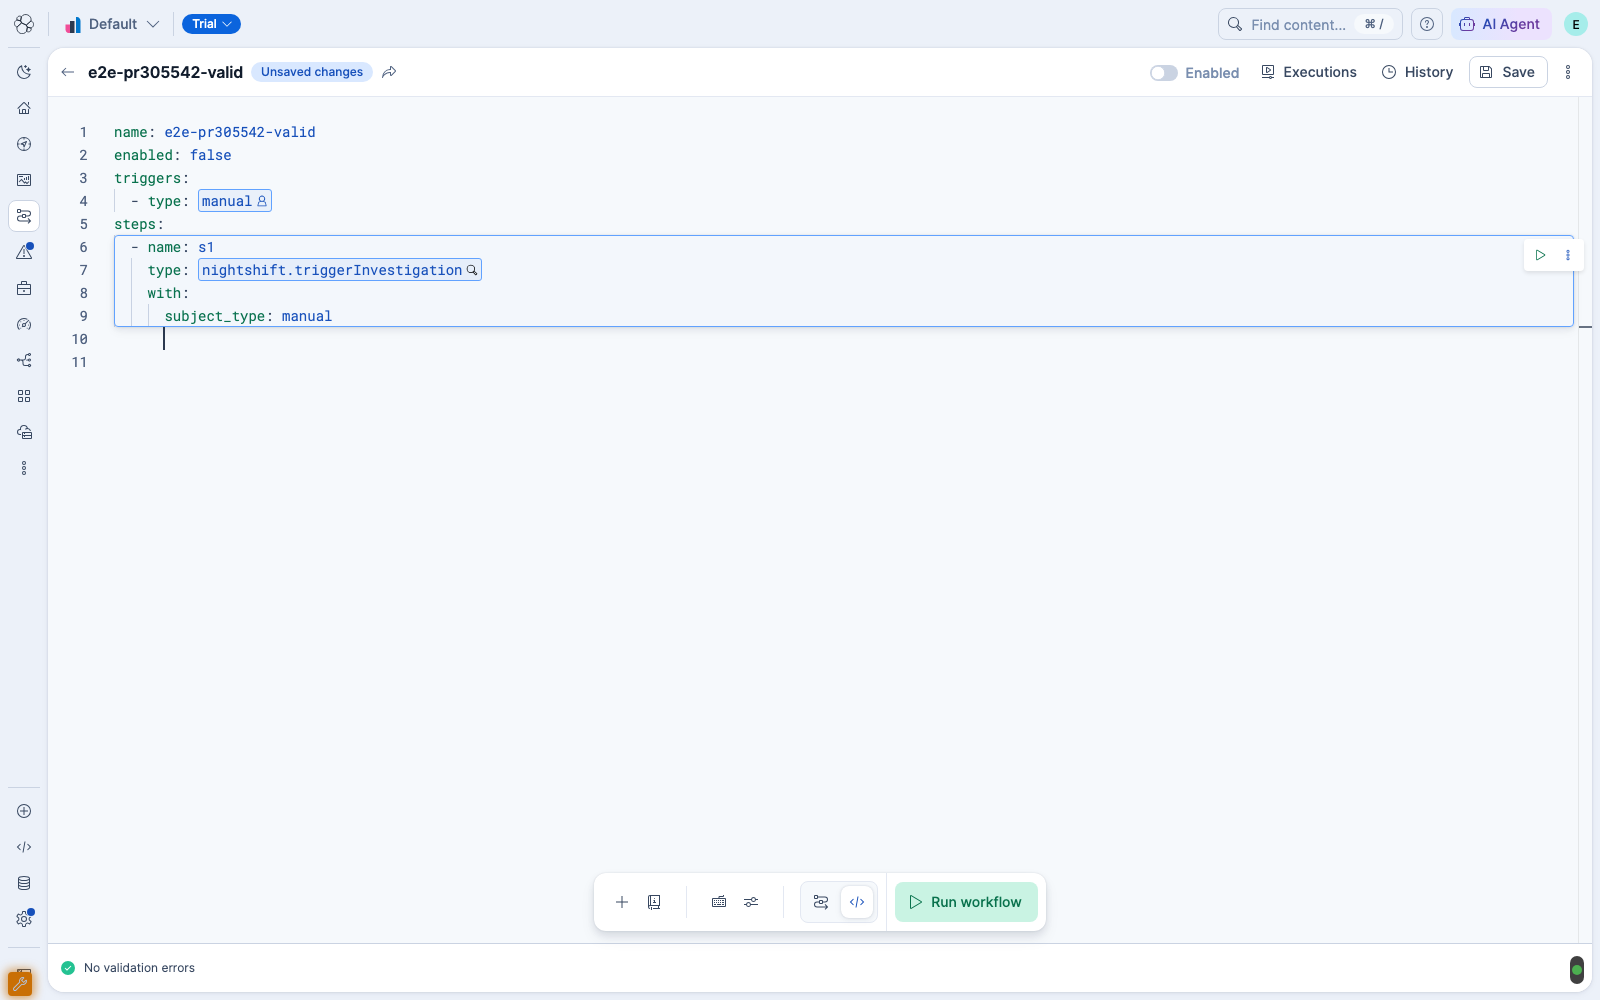 Default
Trial
Find content...
⌘ /
AI Agent
E
e2e-pr305542-valid
Unsaved changes
Enabled
Executions
History
Save
1 name: e2e-pr305542-valid
2 enabled: false
3 triggers:
4 - type: manual
5 steps:
6 - name: s1
7 type: nightshift.triggerInvestigation
8 with:
9 subject_type: manual
10
11
Run workflow
No validation errors